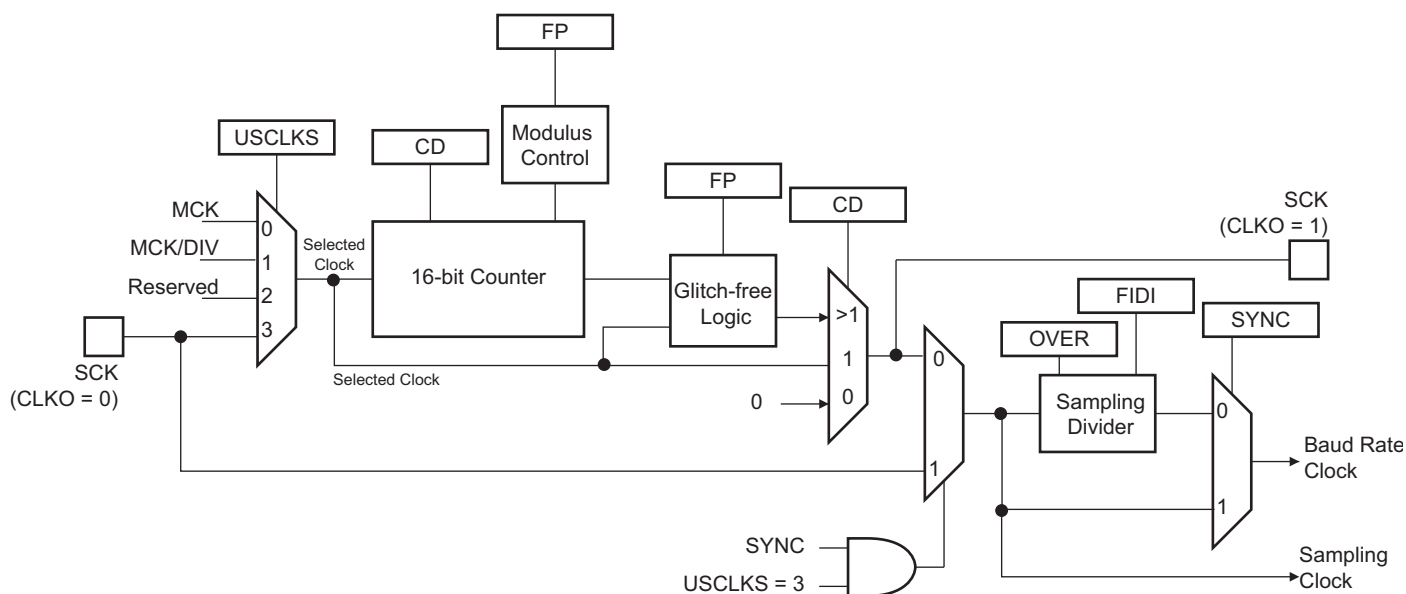 FP
USCLKS
CD
Modulus
Control
FP
CD
SCK
(CLKO = 1)
MCK
0
MCK/DIV
1
Selected
Clock
16-bit Counter
Reserved
2
3
Glitch-free
Logic
>1
FIDI
SYNC
OVER
SCK
(CLKO = 0)
Selected Clock
1
0
0
0
Sampling
Divider
0
Baud Rate
Clock
1
1
SYNC
USCLKS = 3
Sampling
Clock